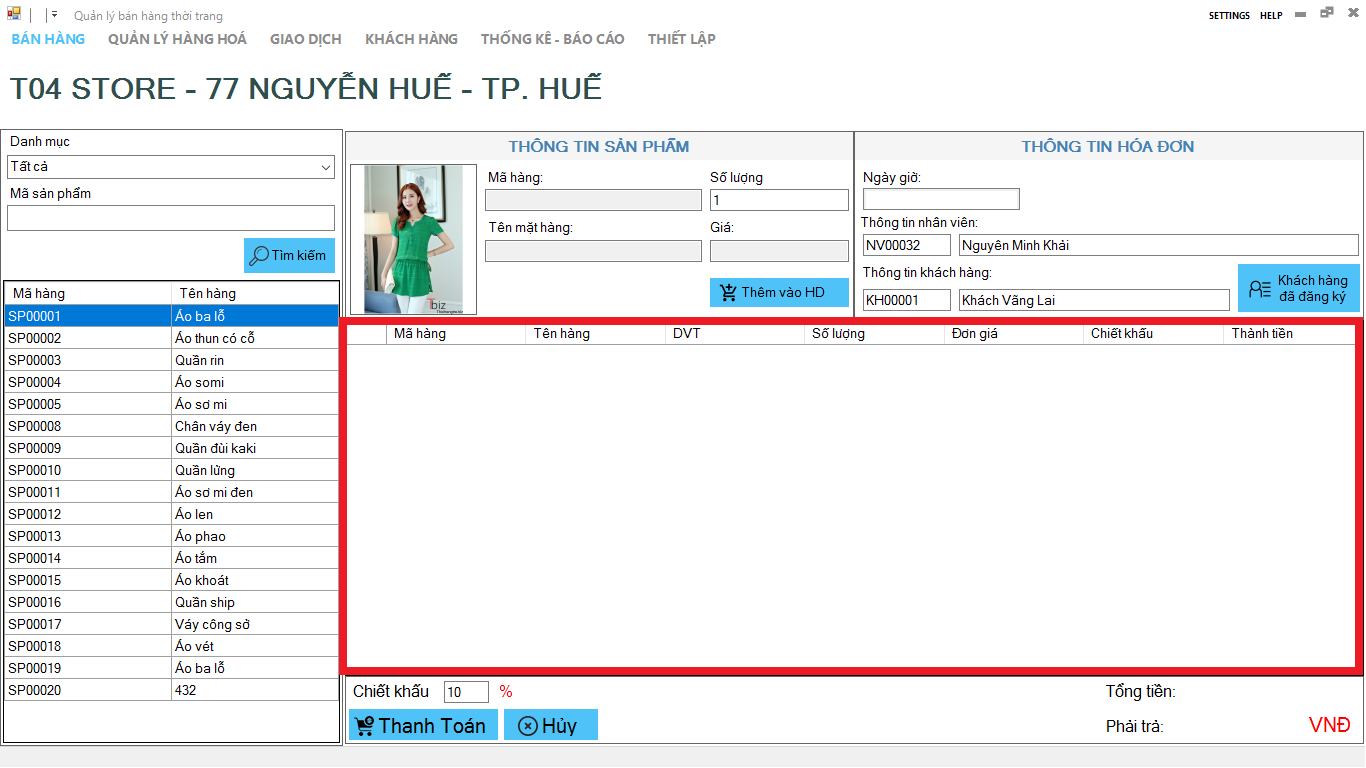 Quản lý bán hàng thời trang
SETTINGS HELP
BÁN HÀNG QUẢN LÝ HÀNG HOÁ GIAO DỊCH KHÁCH HÀNG THỐNG KÊ - BÁO CÁO THIẾT LẬP
T04 STORE - 77 NGUYỄN HUẾ - TP. HUẾ
Danh mục
Tất cả
Mã sản phẩm
Tìm kiếm
Mã hàng Tên hàng
SP00001 Áo ba lỗ
SP00002 Áo thun có cổ
SP00003 Quần rin
SP00004 Áo somi
SP00005 Áo sơ mi
SP00008 Chân váy đen
SP00009 Quần đùi kaki
SP00010 Quần lửng
SP00011 Áo sơ mi đen
SP00012 Áo len
SP00013 Áo phao
SP00014 Áo tắm
SP00015 Áo khoát
SP00016 Quần ship
SP00017 Váy công sở
SP00018 Áo vét
SP00019 Áo ba lỗ
SP00020 432
THÔNG TIN SẢN PHẨM
Mã hàng:
Số lượng
1
Tên mặt hàng:
Giá:
Thêm vào HD
THÔNG TIN HÓA ĐƠN
Ngày giờ:
Thông tin nhân viên:
NV00032 Nguyên Minh Khải
Thông tin khách hàng:
KH00001 Khách Vãng Lai
Khách hàng
đã đăng ký
Mã hàng Tên hàng DVT Số lượng Đơn giá Chiết khấu Thành tiền
Chiết khấu 10 %
Thanh Toán Hủy
Tổng tiền:
Phải trả: VNĐ